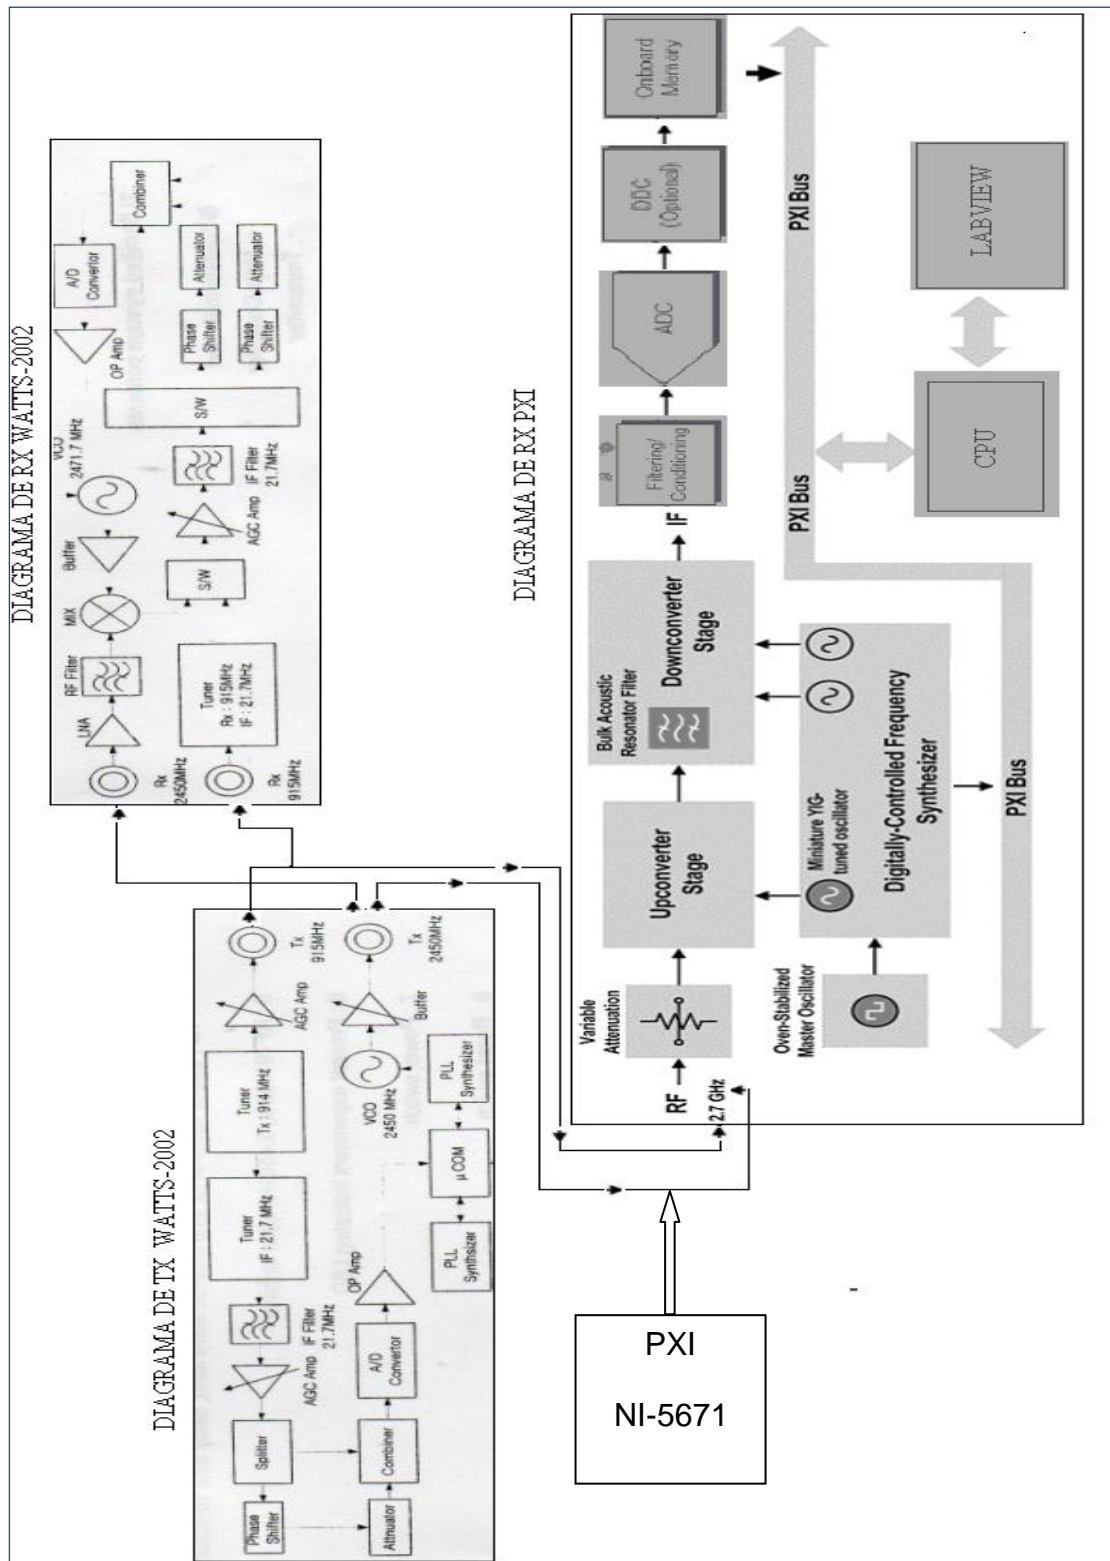 DIAGRAMA DE RX WATTS-2002
Rx
2450MHz
LNA
RF Filter
MIX
Buffer
VCO
2471.7 MHz
OP Amp
A/D
Convertor
Combiner
Rx
915MHz
Tuner
Rx : 915MHz
IF : 21.7MHz
S/W
AGC Amp
IF Filter
21.7MHz
S/W
Phase
Shifter
Attenuator
Phase
Shifter
Attenuator
DIAGRAMA DE TX WATTS-2002
Phase
Shifter
Splitter
AGC Amp
IF Filter
21.7MHz
Tuner
IF : 21.7 MHz
Tuner
Tx : 914 MHz
AGC Amp
Tx
915MHz
Attnuator
Combiner
A/D
Convertor
OP Amp
VCO
2450 MHz
Buffer
Tx
2450MHz
PLL
Synthsizer
μ COM
PLL
Synthesizer
DIAGRAMA DE RX PXI
RF
2.7 GHz
Variable
Attenuation
Upconverter
Stage
Bulk Acoustic
Resonator Filter
Downconverter
Stage
IF
Filtering/
Conditioning
ADC
DDC
(Optional)
Onboard
Memory
Oven-Stabilized
Master Oscillator
Miniature YIG-
tuned oscillator
Digitally-Controlled Frequency
Synthesizer
PXI Bus
PXI Bus
PXI Bus
CPU
LABVIEW
PXI
NI-5671